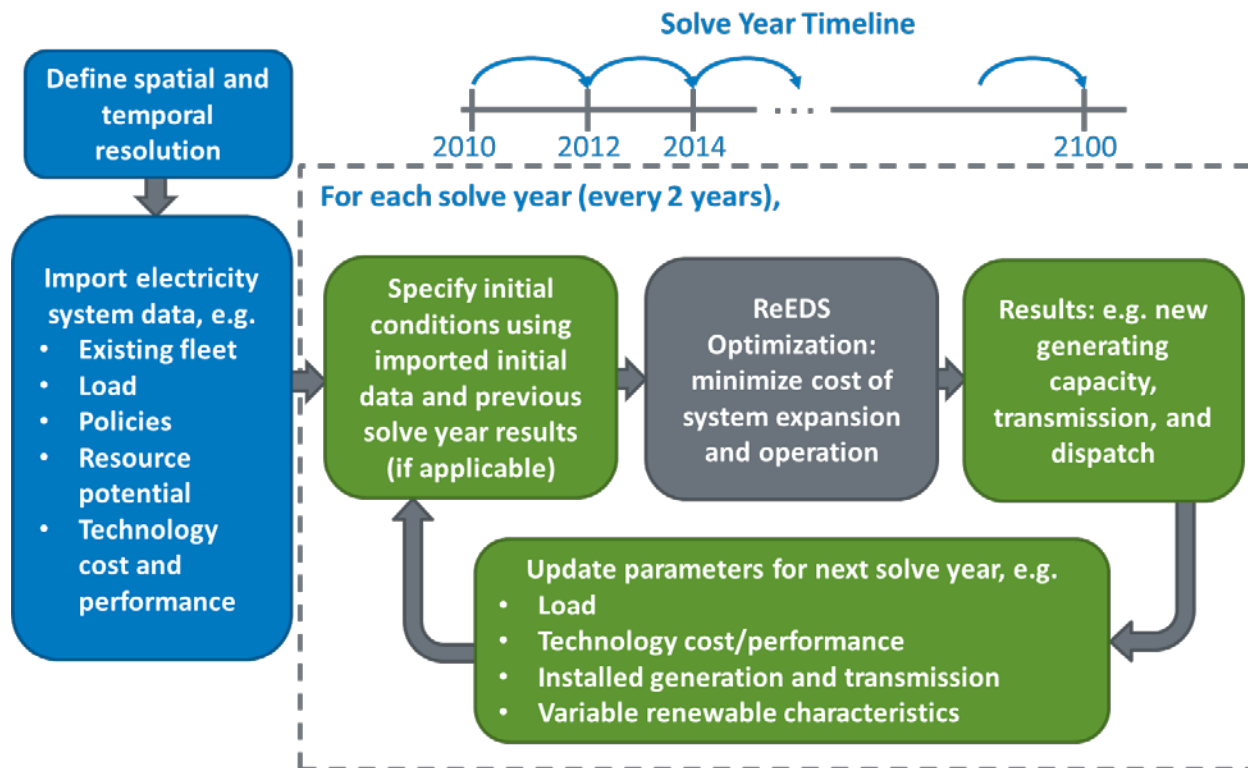 Solve Year Timeline
2010
2012
2014
...
2100
Define spatial and
temporal
resolution
For each solve year (every 2 years),
Import electricity
system data, e.g.
• Existing fleet
• Load
• Policies
• Resource
potential
• Technology
cost and
performance
Specify initial
conditions using
imported initial
data and previous
solve year results
(if applicable)
ReEDS
Optimization:
minimize cost of
system expansion
and operation
Results: e.g. new
generating
capacity,
transmission, and
dispatch
Update parameters for next solve year, e.g.
• Load
• Technology cost/performance
• Installed generation and transmission
• Variable renewable characteristics